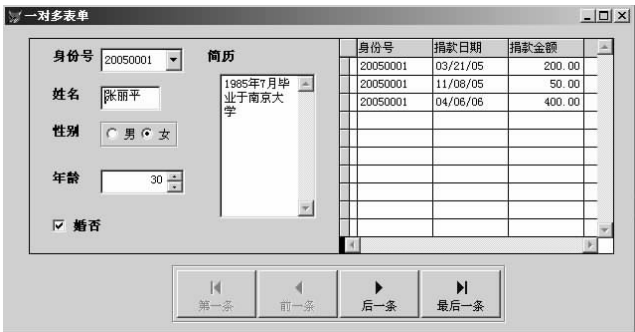 一对多表单
身份号 20050001
简历
姓名 张丽平
1985年7月毕
业于南京大
学
性别 男 女
年龄 30
婚否
身份号 捐款日期 捐款金额
20050001 03/21/05 200.00
20050001 11/08/05 50.00
20050001 04/06/06 400.00
第一条 前一条 后一条 最后一条